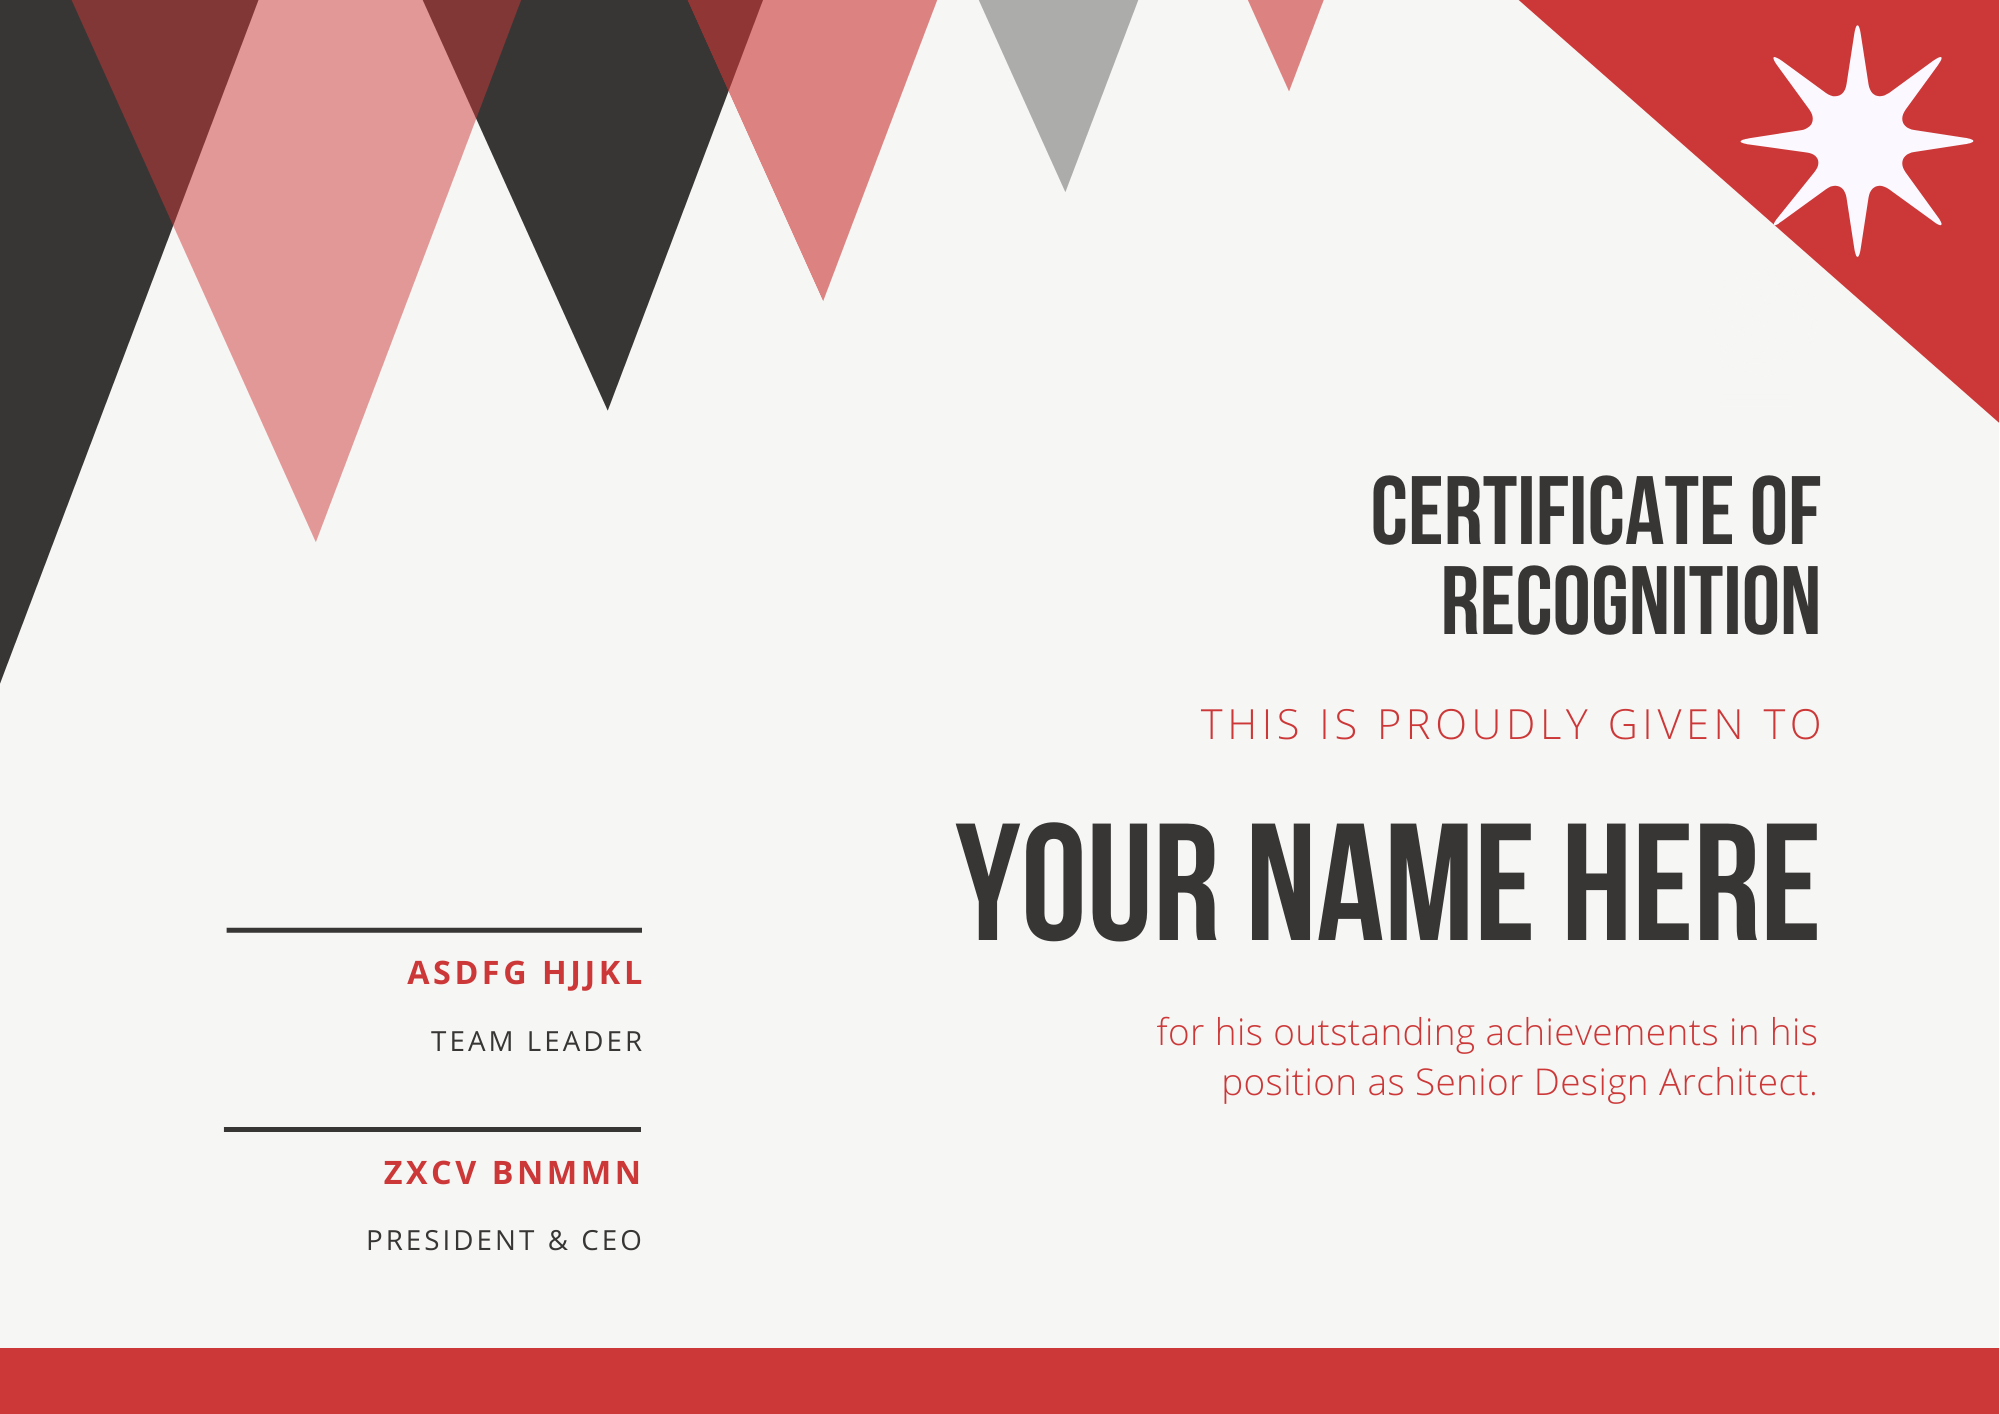 CERTIFICATE OF
RECOGNITION
THIS IS PROUDLY GIVEN TO
YOUR NAME HERE
for his outstanding achievements in his
position as Senior Design Architect.
ASDFG HJJKL
TEAM LEADER
ZXCV BNMMN
PRESIDENT & CEO